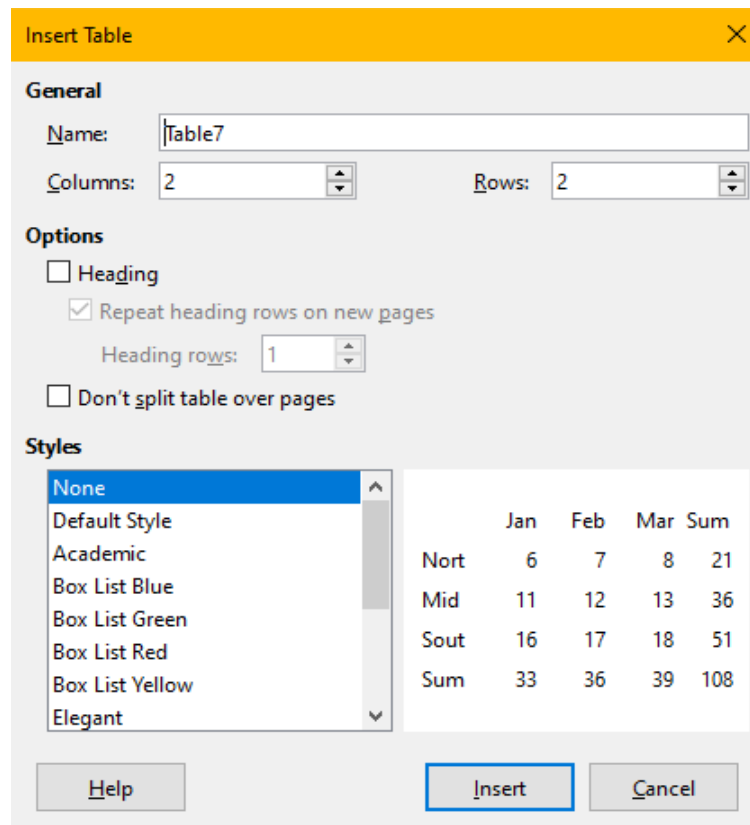 Insert Table
General
Name: Table7
Columns: 2 Rows: 2
Options
Heading
Repeat heading rows on new pages
Heading rows: 1
Don't split table over pages
Styles
None
Default Style
Academic
Box List Blue
Box List Green
Box List Red
Box List Yellow
Elegant
Jan Feb Mar Sum
Nort 6 7 8 21
Mid 11 12 13 36
Sout 16 17 18 51
Sum 33 36 39 108
Help Insert Cancel